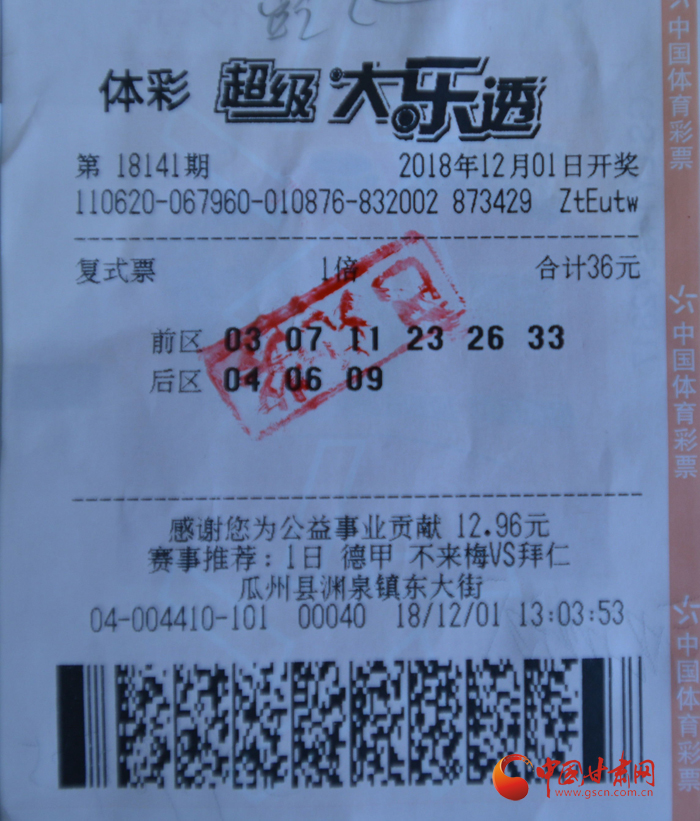 体彩 超级大乐透
第 18141期 2018年12月01日开奖
110620-067960-010876-832002 873429 ZtEutw
复式票 1倍 合计36元
前区 03 07 11 23 26 33
后区 04 06 09
感谢您为公益事业贡献 12.96元
赛事推荐：1日 德甲 不来梅VS拜仁
瓜州县渊泉镇东大街
04-004410-101 00040 18/12/01 13:03:53
中国体育彩票
中国体育彩票
中国体育彩票
中国甘肃网
www.gscn.com.cn